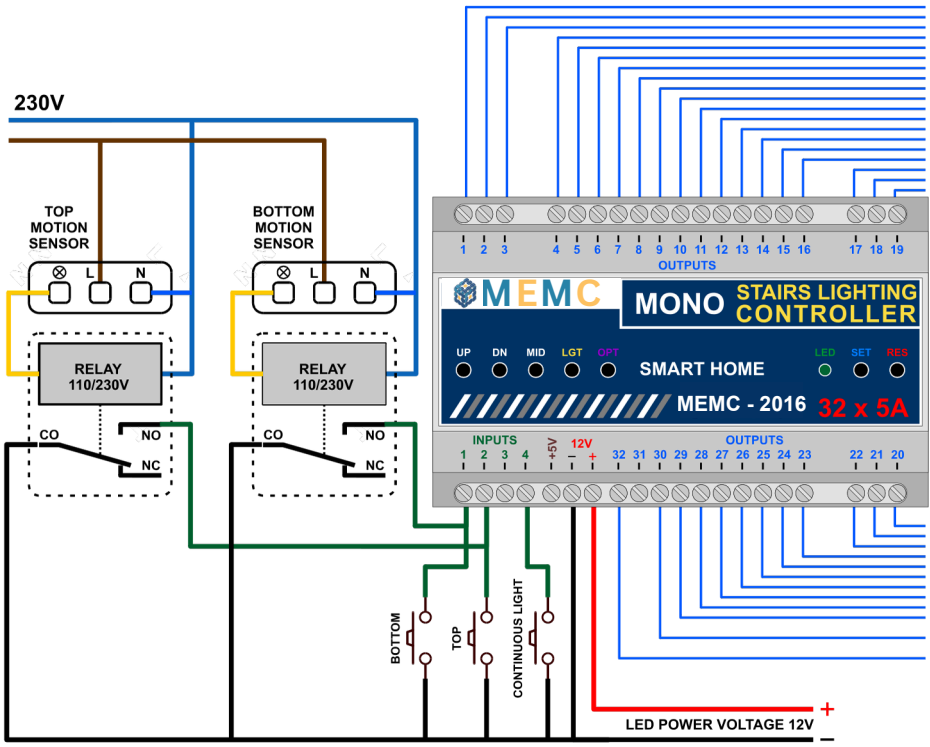 230V
TOP
MOTION
SENSOR
BOTTOM
MOTION
SENSOR
L N
L N
RELAY
110/230V
RELAY
110/230V
CO NO
NC
CO NO
NC
1 2 3 4 5 6 7 8 9 10 11 12 13 14 15 16 17 18 19
OUTPUTS
MEMC
MONO
STAIRS LIGHTING
CONTROLLER
UP DN MID LGT OPT
SMART HOME
LED SET RES
MEMC - 2016
32 x 5A
INPUTS
12V
OUTPUTS
1 2 3 4 +5V – + 32 31 30 29 28 27 26 25 24 23 22 21 20
BOTTOM
TOP
CONTINUOUS LIGHT
+
LED POWER VOLTAGE 12V
–